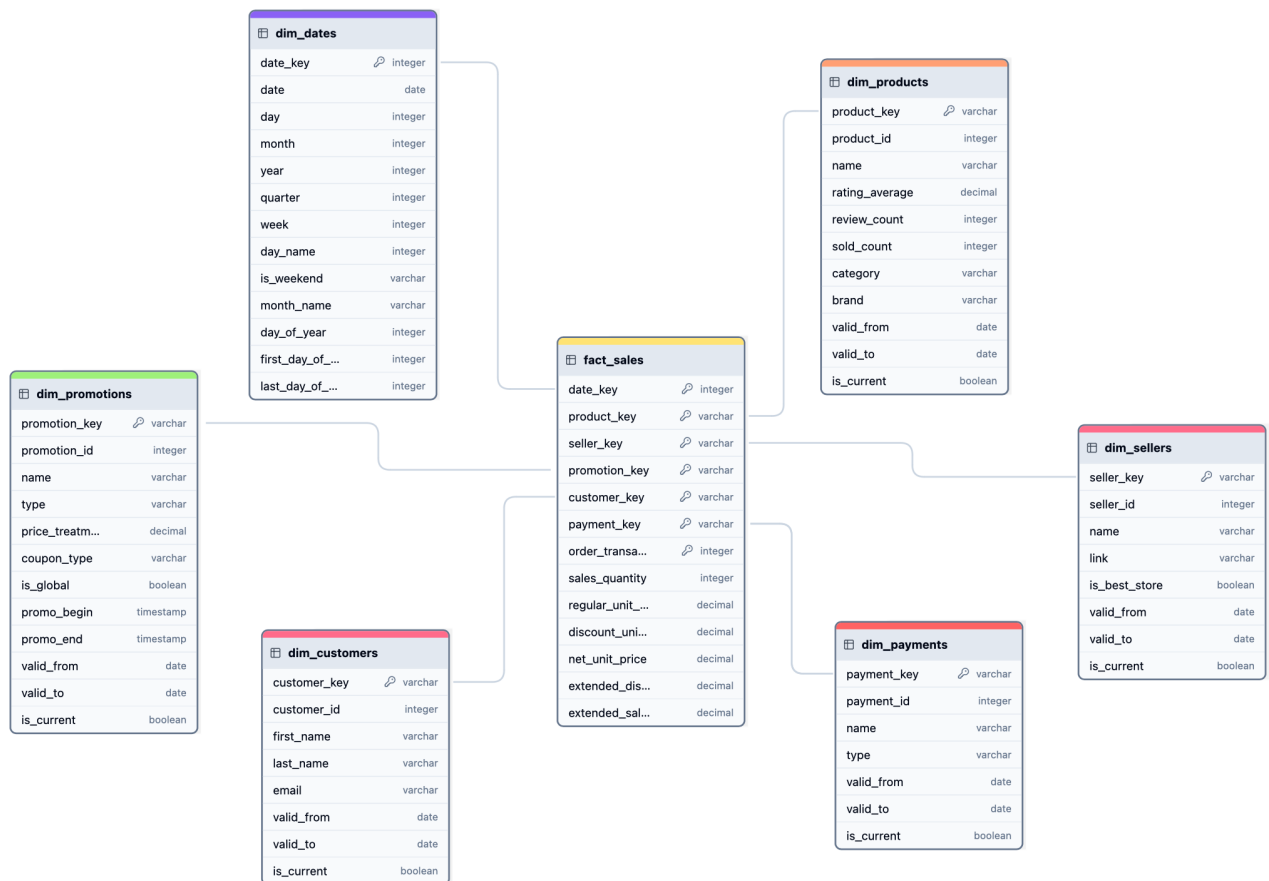 dim_dates
date_key integer
date date
day integer
month integer
year integer
quarter integer
week integer
day_name integer
is_weekend varchar
month_name varchar
day_of_year integer
first_day_of_... integer
last_day_of_... integer
dim_products
product_key varchar
product_id integer
name varchar
rating_average decimal
review_count integer
sold_count integer
category varchar
brand varchar
valid_from date
valid_to date
is_current boolean
fact_sales
date_key integer
product_key varchar
seller_key varchar
promotion_key varchar
customer_key varchar
payment_key varchar
order_transa... integer
sales_quantity integer
regular_unit_... decimal
discount_uni... decimal
net_unit_price decimal
extended_dis... decimal
extended_sal... decimal
dim_promotions
promotion_key varchar
promotion_id integer
name varchar
type varchar
price_treatm... decimal
coupon_type varchar
is_global boolean
promo_begin timestamp
promo_end timestamp
valid_from date
valid_to date
is_current boolean
dim_sellers
seller_key varchar
seller_id integer
name varchar
link varchar
is_best_store boolean
valid_from date
valid_to date
is_current boolean
dim_customers
customer_key varchar
customer_id integer
first_name varchar
last_name varchar
email varchar
valid_from date
valid_to date
is_current boolean
dim_payments
payment_key varchar
payment_id integer
name varchar
type varchar
valid_from date
valid_to date
is_current boolean